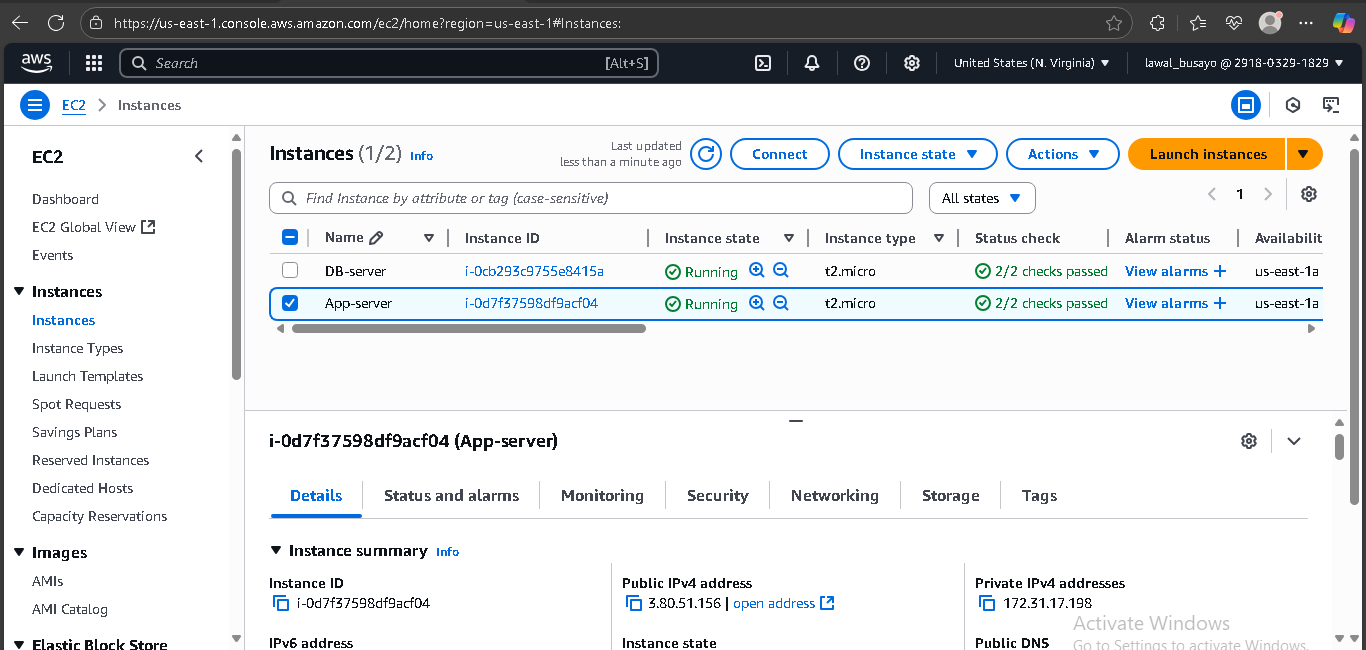 https://us-east-1.console.aws.amazon.com/ec2/home?region=us-east-1#Instances:
aws Search [Alt+S] United States (N. Virginia) lawal_busayo @ 2918-0329-1829
EC2 Instances
EC2
Dashboard
EC2 Global View
Events
Instances
Instances
Instance Types
Launch Templates
Spot Requests
Savings Plans
Reserved Instances
Dedicated Hosts
Capacity Reservations
Images
AMIs
AMI Catalog
Elastic Block Store
Instances (1/2) Info
Last updated
less than a minute ago
Connect Instance state Actions Launch instances
Find Instance by attribute or tag (case-sensitive) All states 1
Name Instance ID Instance state Instance type Status check Alarm status Availabilit
DB-server i-0cb293c9755e8415a Running t2.micro 2/2 checks passed View alarms + us-east-1a
App-server i-0d7f37598df9acf04 Running t2.micro 2/2 checks passed View alarms + us-east-1a
i-0d7f37598df9acf04 (App-server)
Details Status and alarms Monitoring Security Networking Storage Tags
Instance summary Info
Instance ID Public IPv4 address Private IPv4 addresses
i-0d7f37598df9acf04 3.80.51.156 | open address 172.31.17.198
IPv6 address Instance state Public DNS
Activate Windows
Go to Settings to activate Windows.